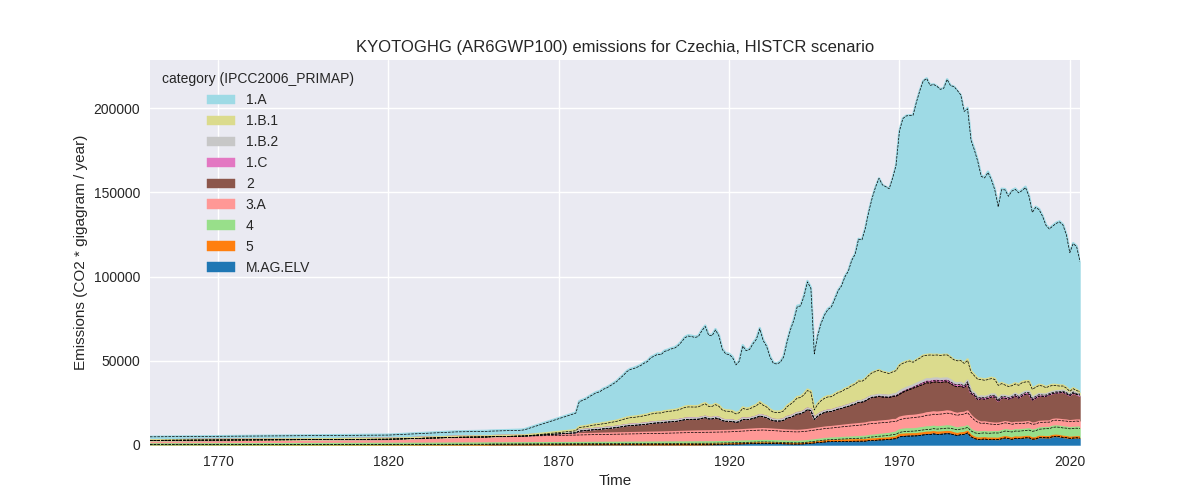 KYOTOGHG (AR6GWP100) emissions for Czechia, HISTCR scenario
category (IPCC2006_PRIMAP)
1.A
1.B.1
1.B.2
1.C
2
3.A
4
5
M.AG.ELV
Emissions (CO2 * gigagram / year)
200000
150000
100000
50000
0
1770
1820
1870
1920
1970
2020
Time